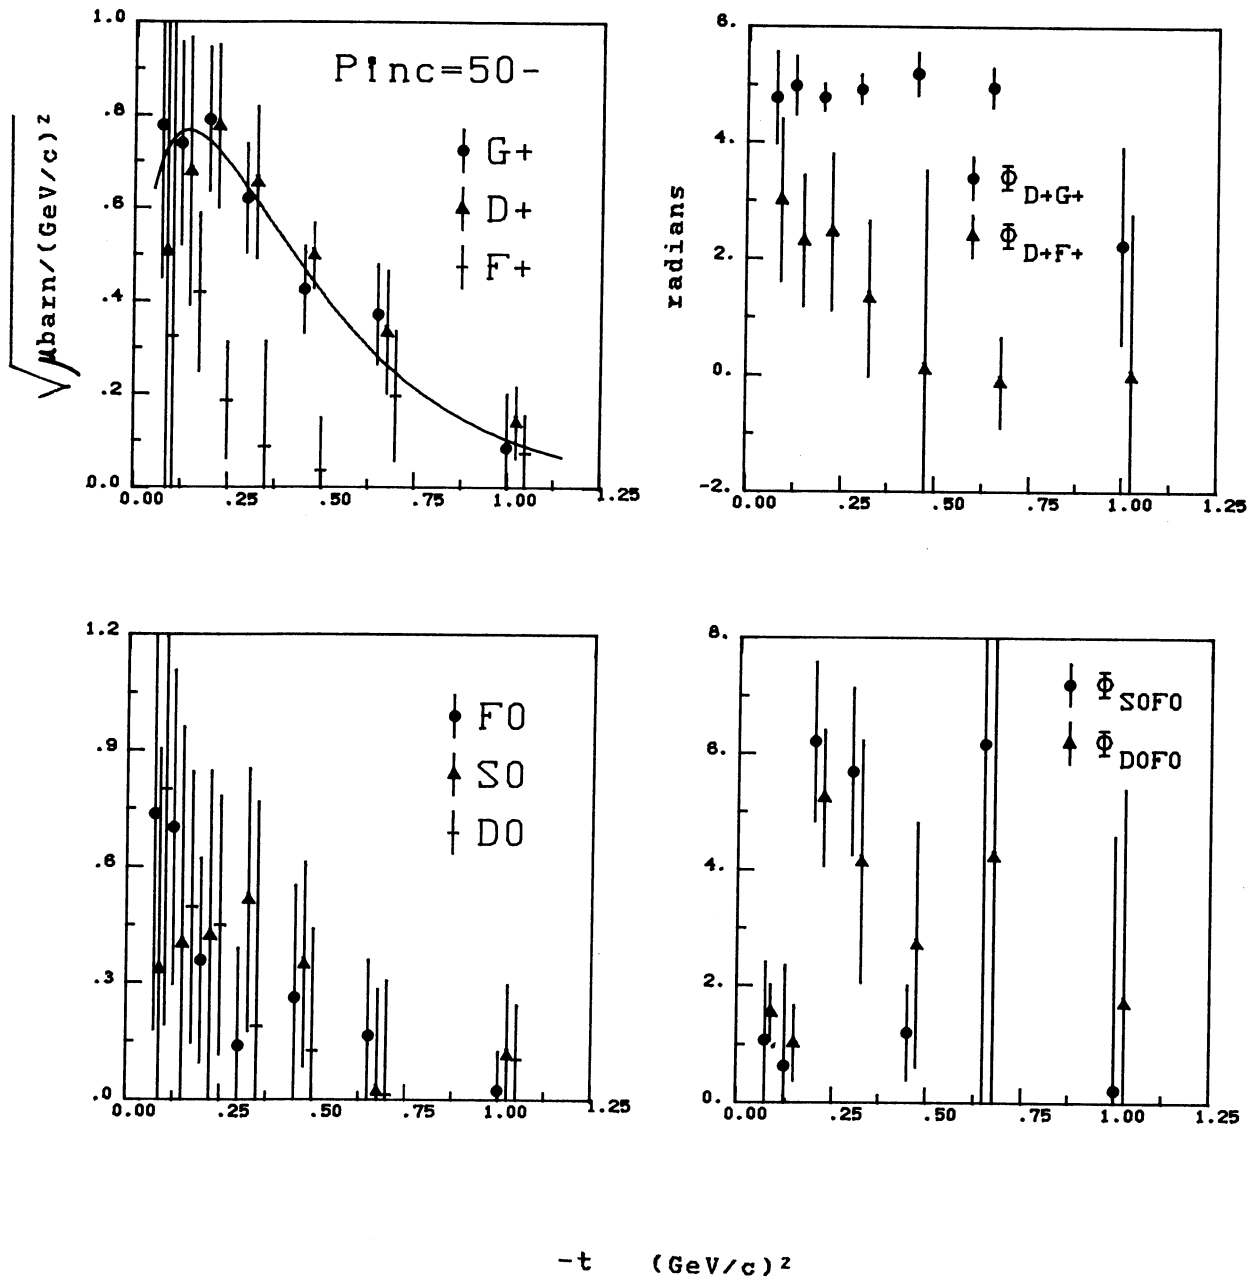 Pinc=50-
√μbarn/(GeV/c)²
1.0
.8
.6
.4
.2
0.0
0.00 .25 .50 .75 1.00 1.25
G+
D+
F+
radians
6.
4.
2.
0.
-2.
0.00 .25 .50 .75 1.00 1.25
Φ D+G+
Φ D+F+
1.2
.9
.6
.3
.0
0.00 .25 .50 .75 1.00 1.25
F0
S0
D0
8.
6.
4.
2.
0.
0.00 .25 .50 .75 1.00 1.25
Φ S0F0
Φ D0F0
-t (GeV/c)²